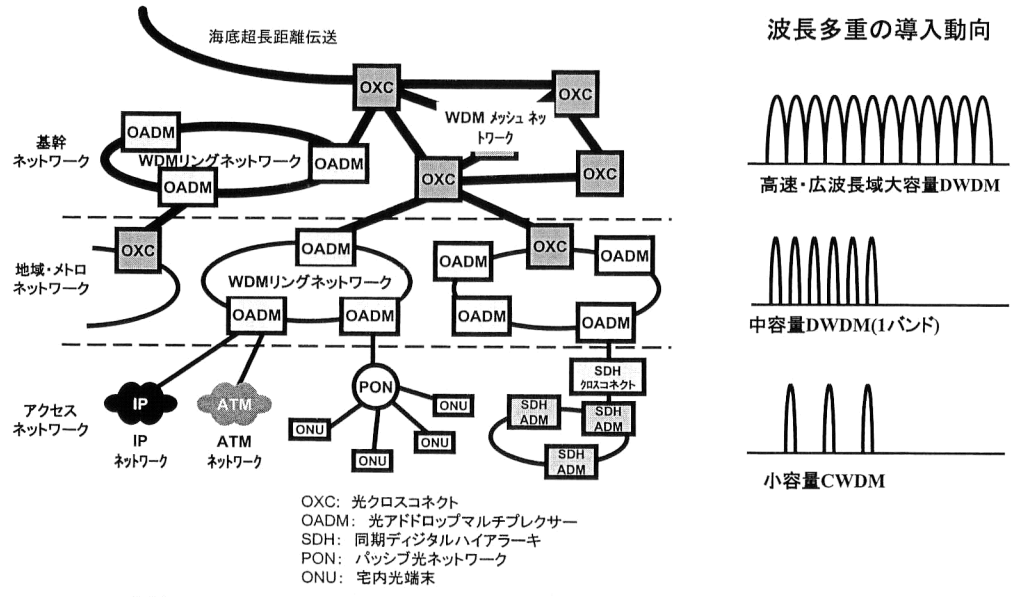 海底超長距離伝送
波長多重の導入動向
OXC
OXC
WDM メッシュ ネッ
トワーク
基幹
ネットワーク
OADM
WDMリングネットワーク
OADM
OADM
OXC
OXC
高速・広波長域大容量DWDM
地域・メトロ
ネットワーク
OXC
OADM
WDMリングネットワーク
OADM
OADM
OXC
OADM
OADM
OADM
OADM
中容量DWDM(1バンド)
アクセス
ネットワーク
IP
IP
ネットワーク
ATM
ATM
ネットワーク
PON
ONU
ONU
ONU
ONU
SDH
クロスコネクト
SDH
ADM
SDH
ADM
SDH
ADM
小容量CWDM
OXC: 光クロスコネクト
OADM: 光アドドロップマルチプレクサー
SDH: 同期ディジタルハイアラーキ
PON: パッシブ光ネットワーク
ONU: 宅内光端末